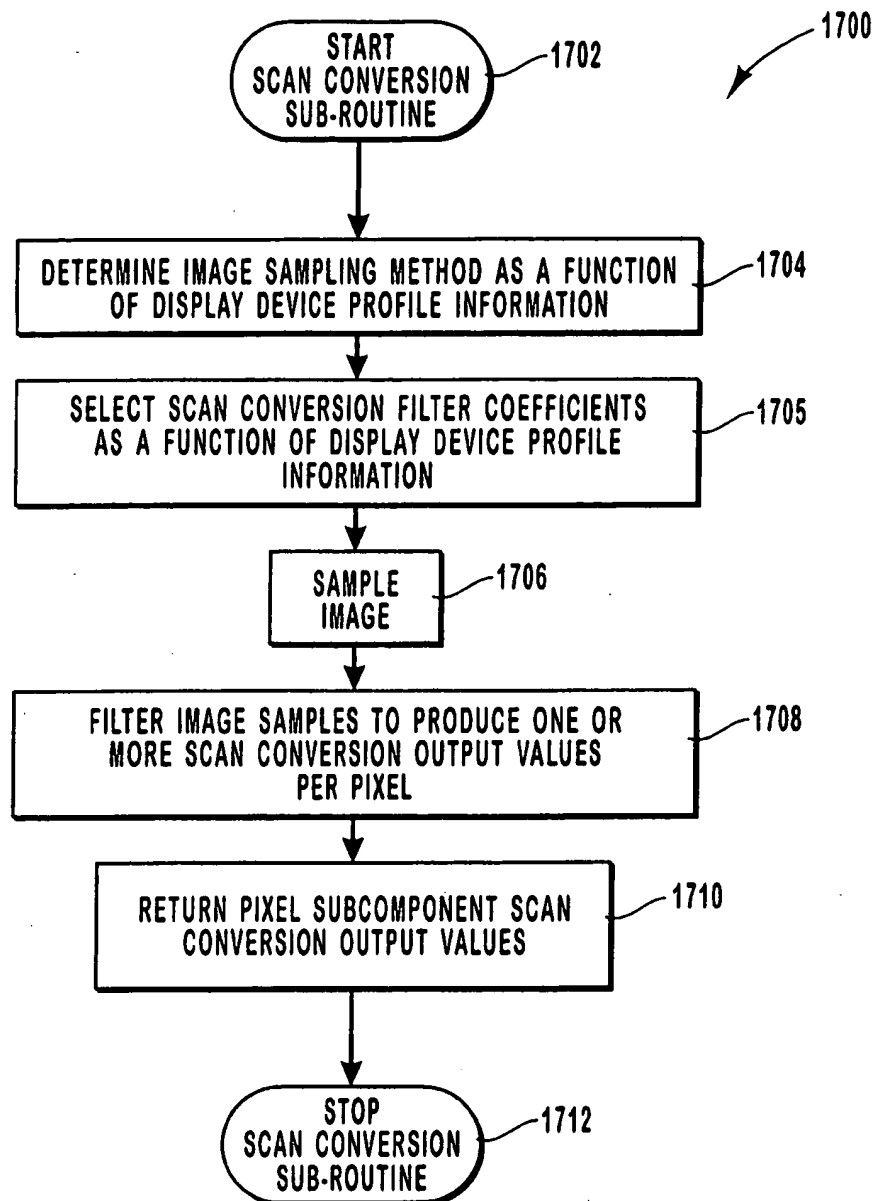 1700
START
SCAN CONVERSION
SUB-ROUTINE
1702
DETERMINE IMAGE SAMPLING METHOD AS A FUNCTION
OF DISPLAY DEVICE PROFILE INFORMATION
1704
SELECT SCAN CONVERSION FILTER COEFFICIENTS
AS A FUNCTION OF DISPLAY DEVICE PROFILE
INFORMATION
1705
SAMPLE
IMAGE
1706
FILTER IMAGE SAMPLES TO PRODUCE ONE OR
MORE SCAN CONVERSION OUTPUT VALUES
PER PIXEL
1708
RETURN PIXEL SUBCOMPONENT SCAN
CONVERSION OUTPUT VALUES
1710
STOP
SCAN CONVERSION
SUB-ROUTINE
1712